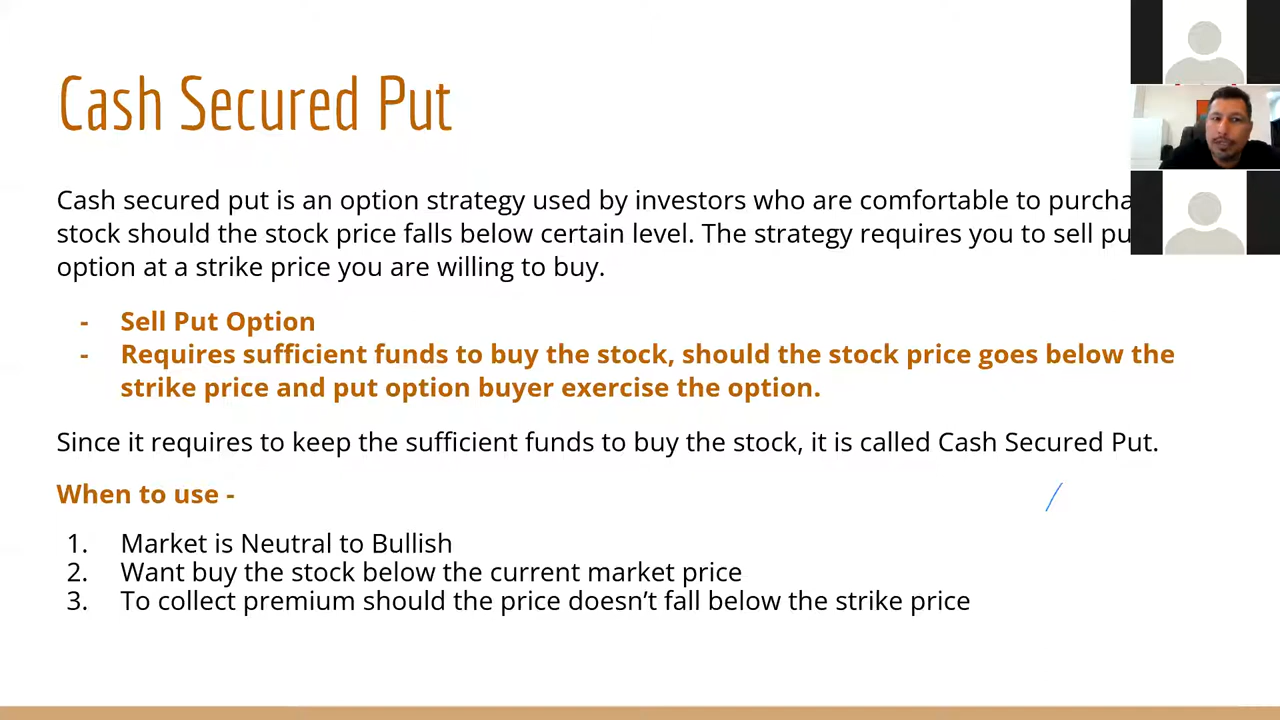 Cash Secured Put
Cash secured put is an option strategy used by investors who are comfortable to
stock should the stock price falls below certain level. The strategy requires you to sell
option at a strike price you are willing to buy.
- Sell Put Option
- Requires sufficient funds to buy the stock, should the stock price goes below the
strike price and put option buyer exercise the option.
Since it requires to keep the sufficient funds to buy the stock, it is called Cash Secured Put.
When to use -
1. Market is Neutral to Bullish
2. Want buy the stock below the current market price
3. To collect premium should the price doesn’t fall below the strike price